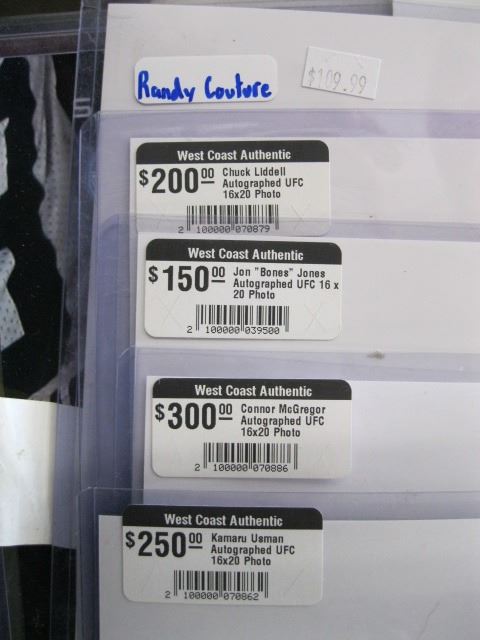 Randy Couture
$109.99
West Coast Authentic
$200.00 Chuck Liddell
Autographed UFC
16x20 Photo
2 100000 070879
West Coast Authentic
$150.00 Jon "Bones" Jones
Autographed UFC 16 x
20 Photo
2 100000 039500
West Coast Authentic
$300.00 Connor McGregor
Autographed UFC
16x20 Photo
2 100000 070886
West Coast Authentic
$250.00 Kamaru Usman
Autographed UFC
16x20 Photo
2 100000 070862